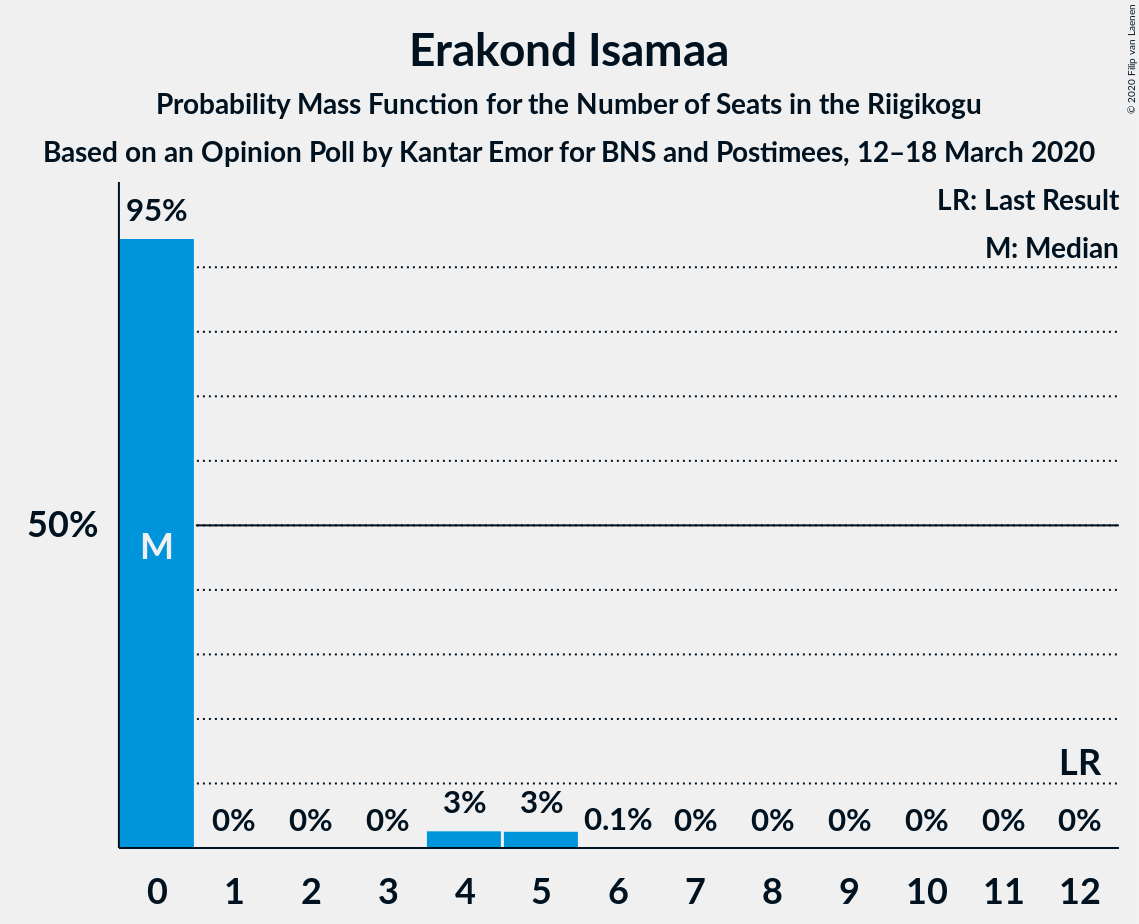 © 2020 Filip van Laenen
Erakond Isamaa
Probability Mass Function for the Number of Seats in the Riigikogu
Based on an Opinion Poll by Kantar Emor for BNS and Postimees, 12–18 March 2020
LR: Last Result
M: Median
95%
50%
M
LR
0% 0% 0% 3% 3% 0.1% 0% 0% 0% 0% 0% 0%
0 1 2 3 4 5 6 7 8 9 10 11 12